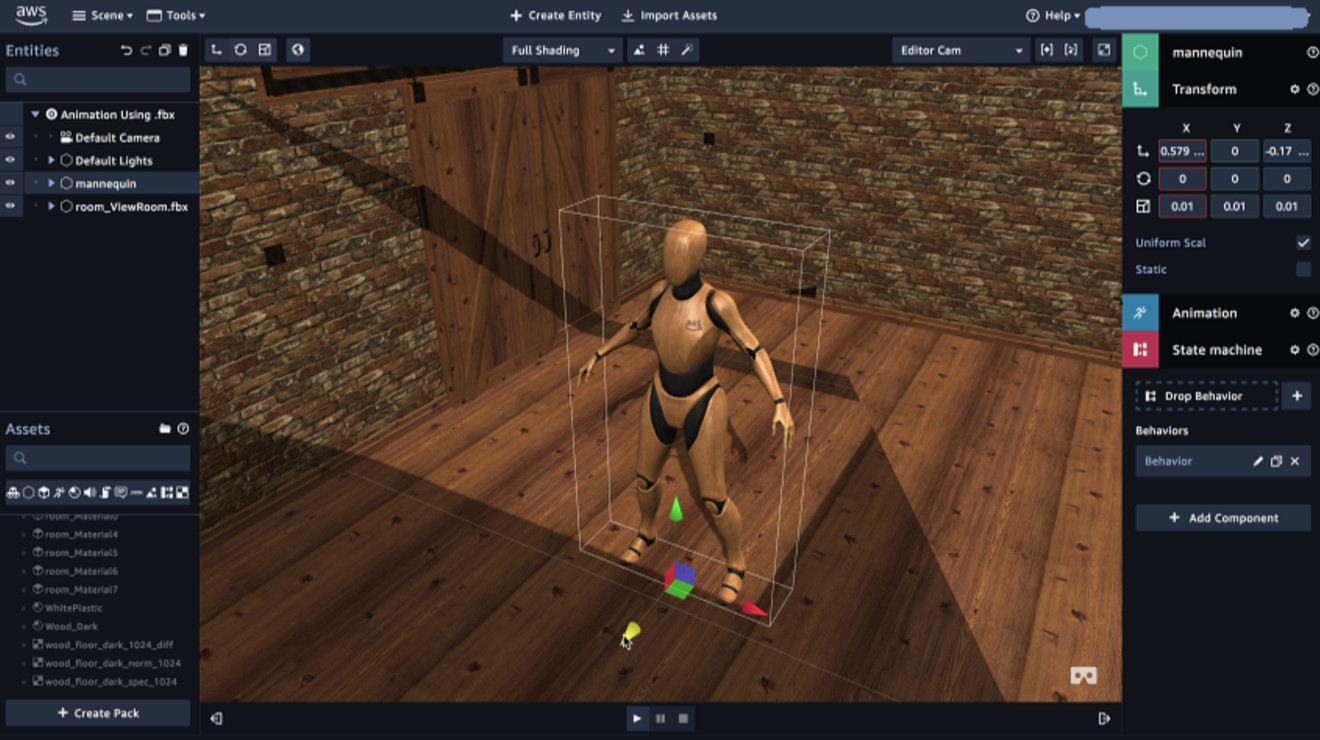 aws
Scene
Tools
Create Entity
Import Assets
Help
Entities
Full Shading
Editor Cam
mannequin
Transform
Animation Using .fbx
Default Camera
Default Lights
mannequin
room_ViewRoom.fbx
X Y Z
0.579 ... 0 -0.17 ...
0 0 0
0.01 0.01 0.01
Uniform Scal
Static
Animation
State machine
Drop Behavior
Behaviors
Behavior
Add Component
aws
Assets
room_Material4
room_Material5
room_Material6
room_Material7
WhitePlastic
Wood_Dark
wood_floor_dark_1024_diff
wood_floor_dark_norm_1024
wood_floor_dark_spec_1024
Create Pack